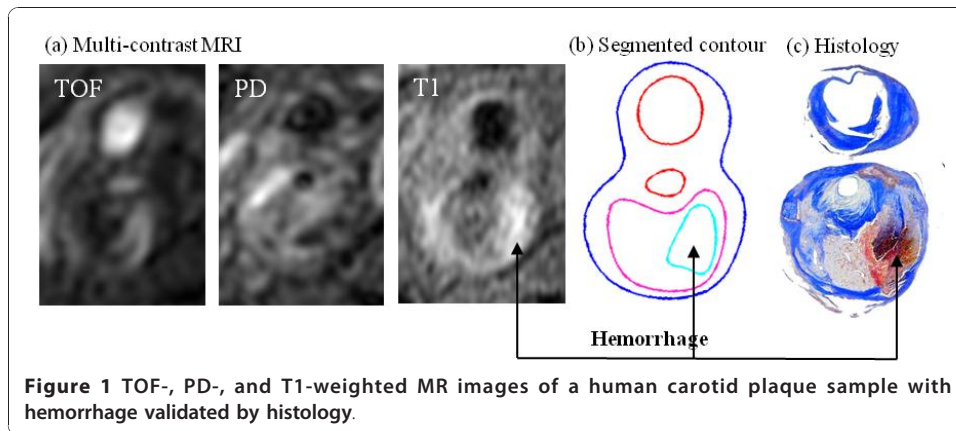 (a) Multi-contrast MRI
(b) Segmented contour
(c) Histology
TOF
PD
T1
Hemorrhage
Figure 1 TOF-, PD-, and T1-weighted MR images of a human carotid plaque sample with
hemorrhage validated by histology.